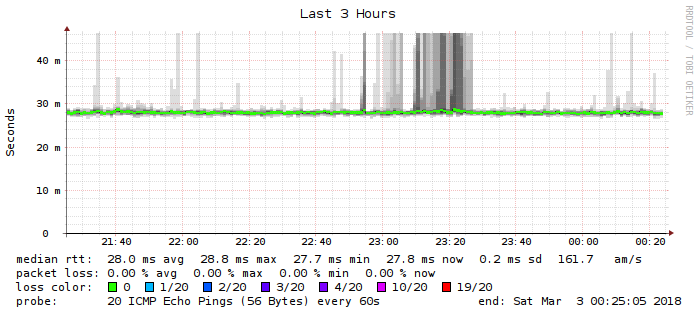 Last 3 Hours
RRDTOOL / TOBI OETIKER
Seconds
40 m
30 m
20 m
10 m
0
21:40 22:00 22:20 22:40 23:00 23:20 23:40 00:00 00:20
median rtt: 28.0 ms avg 28.8 ms max 27.7 ms min 27.8 ms now 0.2 ms sd 161.7 am/s
packet loss: 0.00 % avg 0.00 % max 0.00 % min 0.00 % now
loss color: 0 1/20 2/20 3/20 4/20 10/20 19/20
probe: 20 ICMP Echo Pings (56 Bytes) every 60s end: Sat Mar 3 00:25:05 2018